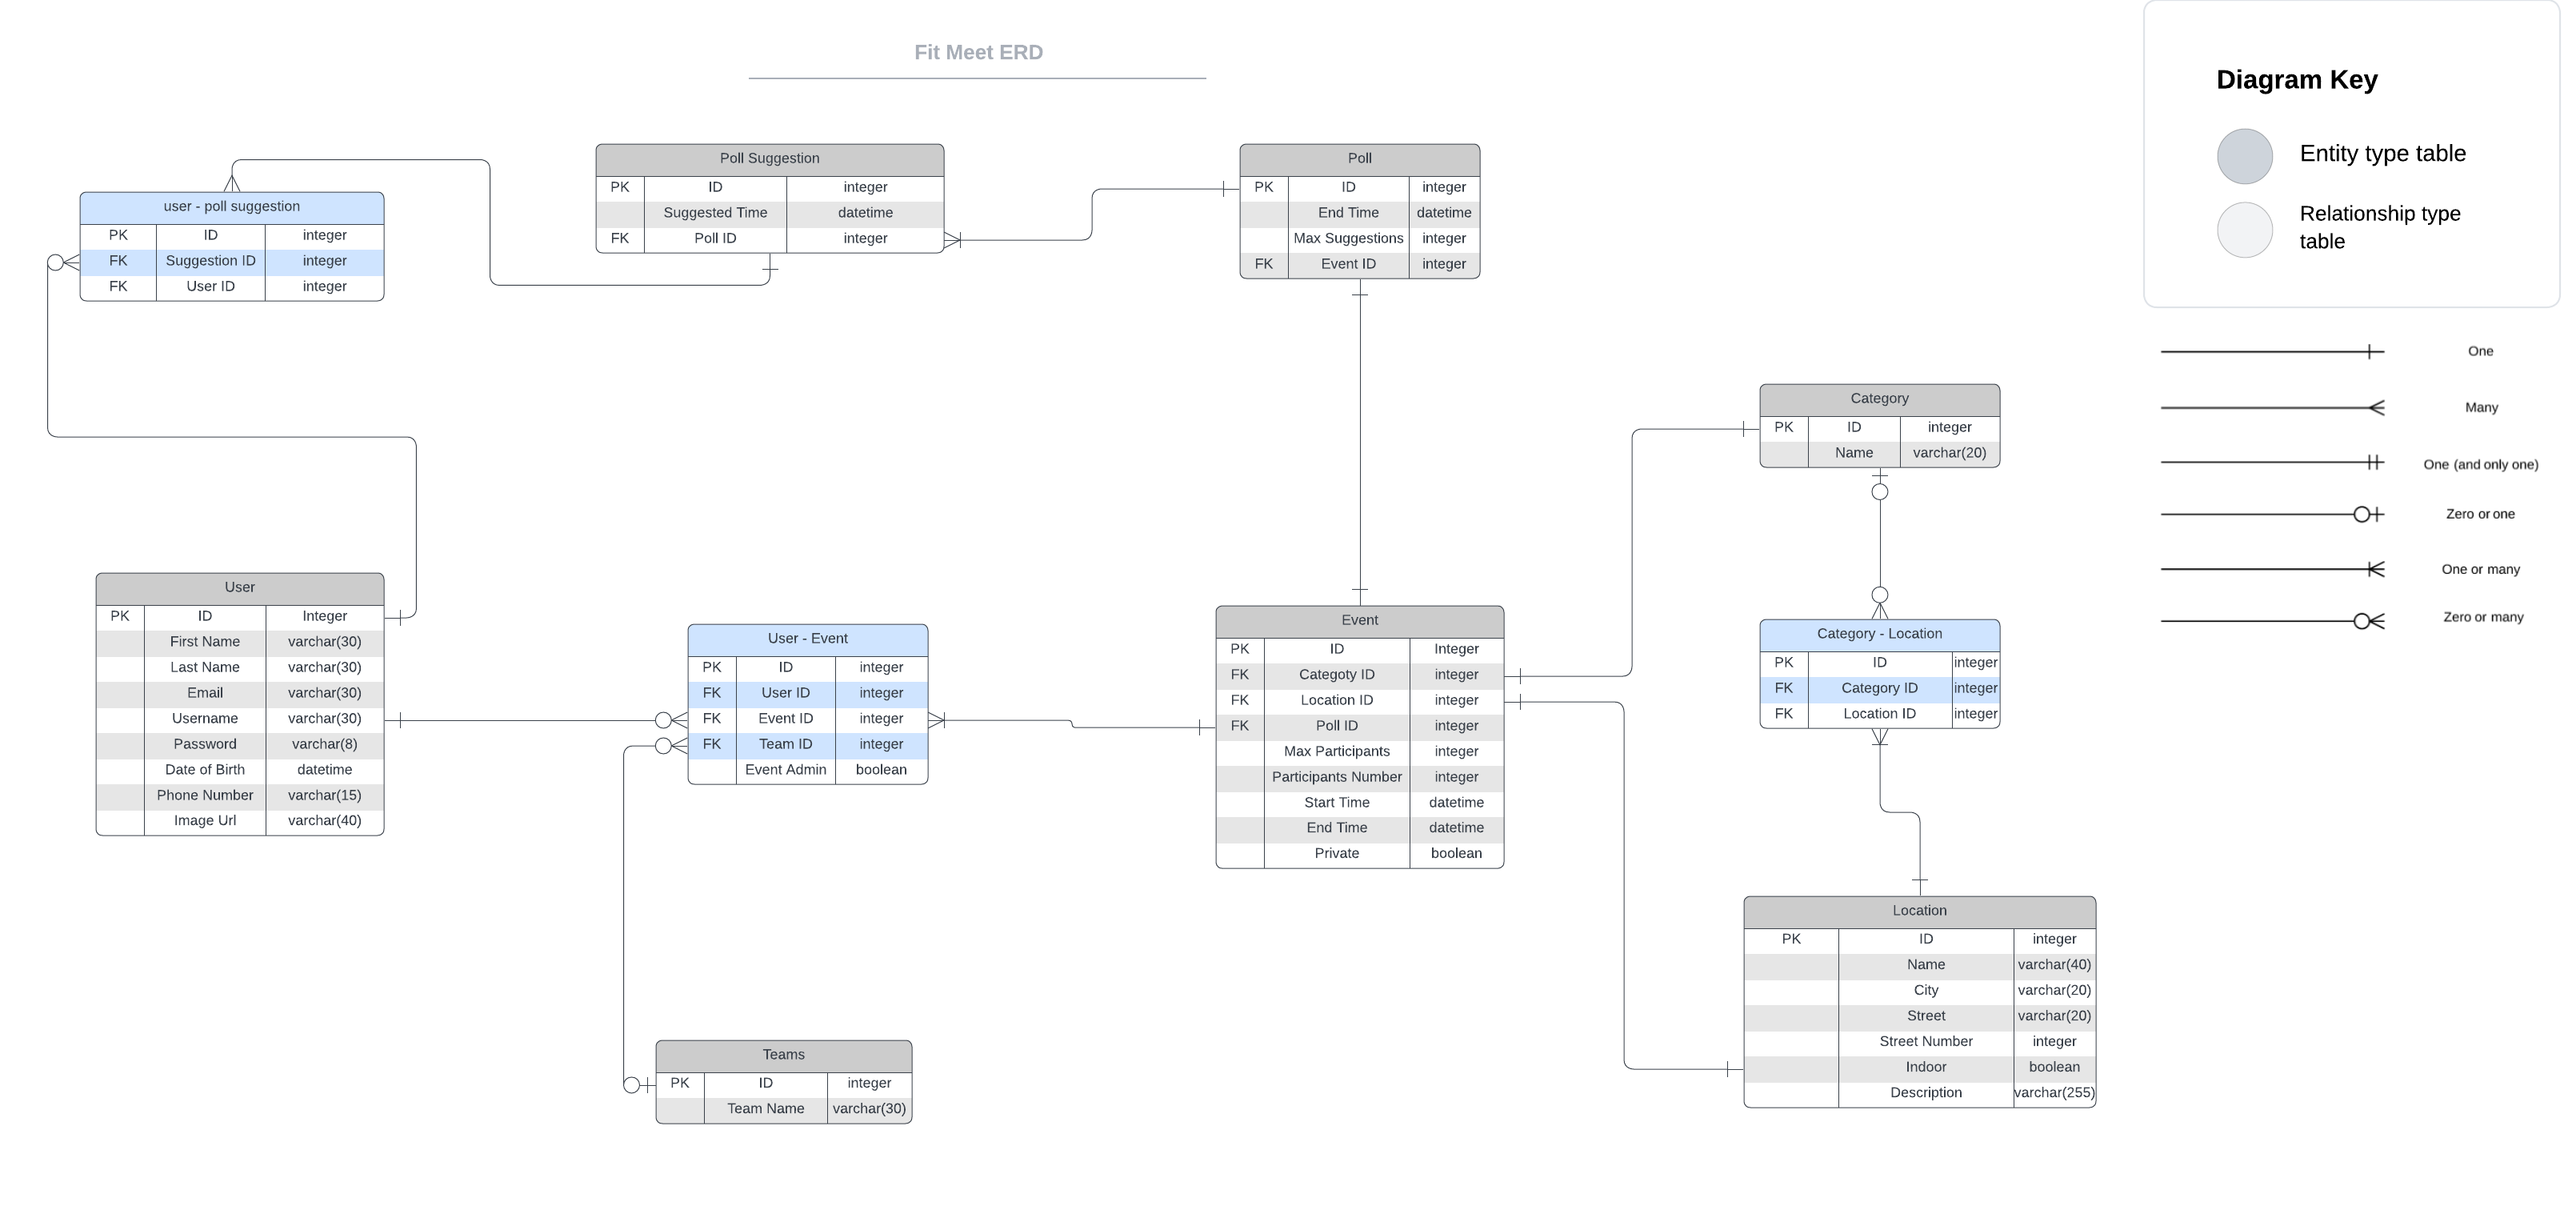 Fit Meet ERD
Diagram Key
Entity type table
Relationship type
table
One
Many
One (and only one)
Zero or one
One or many
Zero or many
user - poll suggestion
PK ID integer
FK Suggestion ID integer
FK User ID integer
Poll Suggestion
PK ID integer
Suggested Time datetime
FK Poll ID integer
Poll
PK ID integer
End Time datetime
Max Suggestions integer
FK Event ID integer
Category
PK ID integer
Name varchar(20)
User
PK ID Integer
First Name varchar(30)
Last Name varchar(30)
Email varchar(30)
Username varchar(30)
Password varchar(8)
Date of Birth datetime
Phone Number varchar(15)
Image Url varchar(40)
User - Event
PK ID integer
FK User ID integer
FK Event ID integer
FK Team ID integer
Event Admin boolean
Event
PK ID Integer
FK Categoty ID integer
FK Location ID integer
FK Poll ID integer
Max Participants integer
Participants Number integer
Start Time datetime
End Time datetime
Private boolean
Category - Location
PK ID integer
FK Category ID integer
FK Location ID integer
Location
PK ID integer
Name varchar(40)
City varchar(20)
Street varchar(20)
Street Number integer
Indoor boolean
Description varchar(255)
Teams
PK ID integer
Team Name varchar(30)